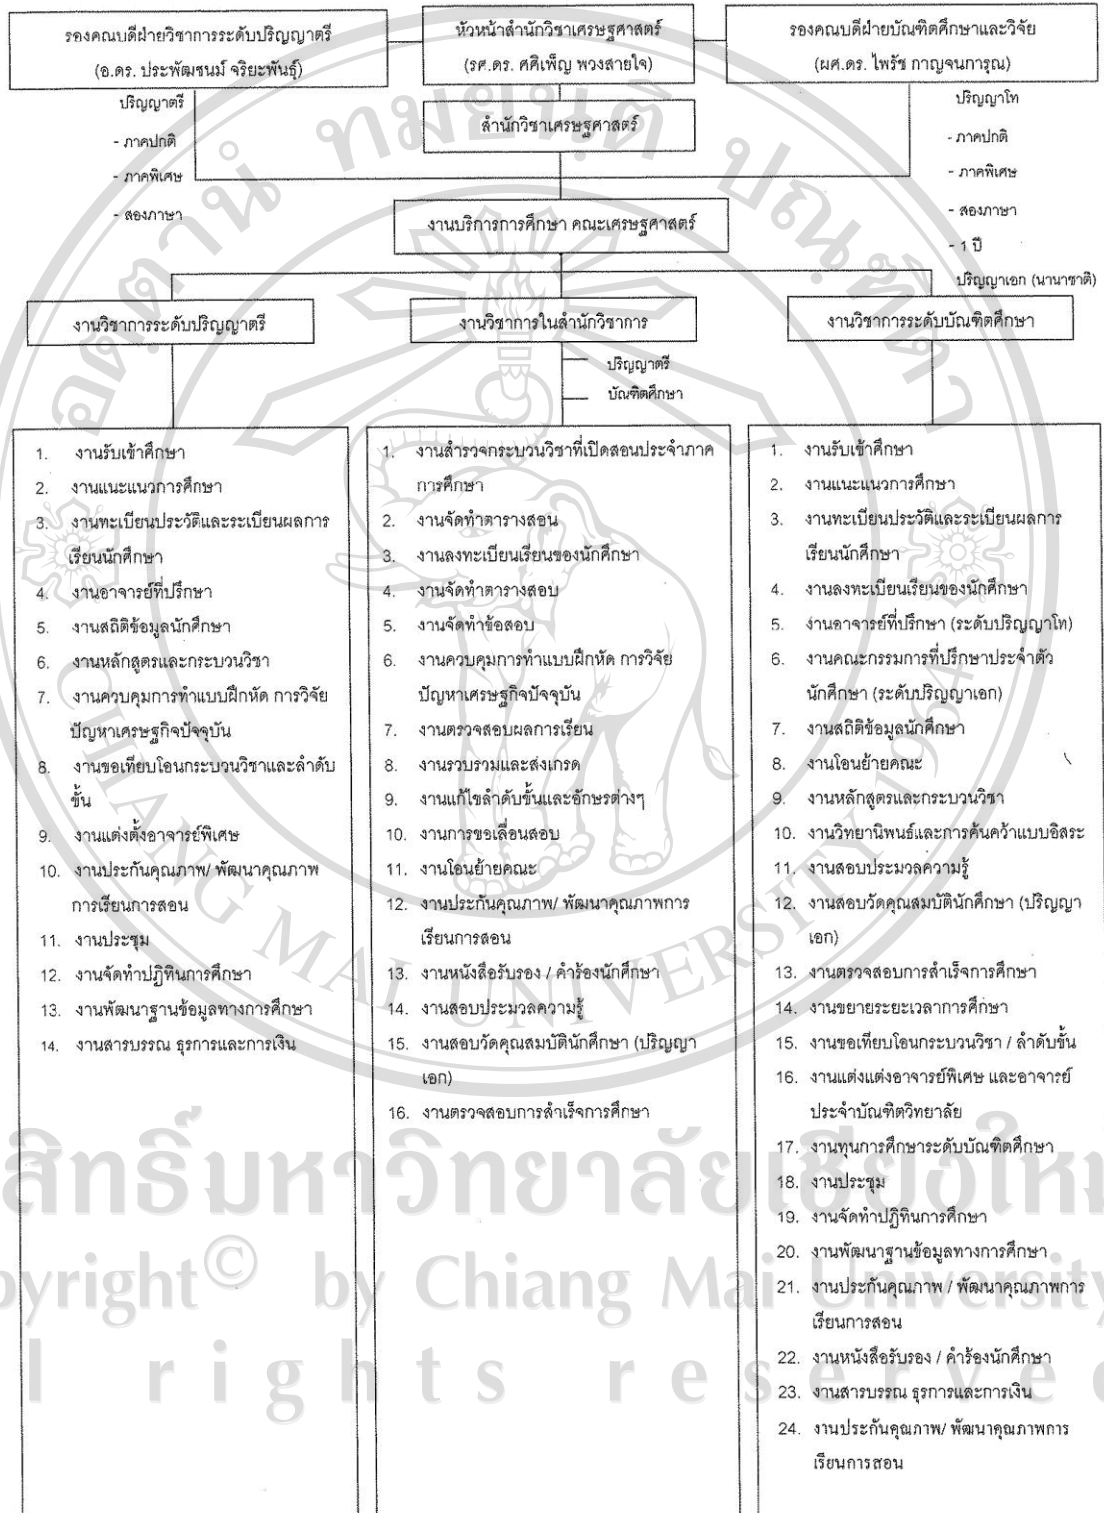 รองคณบดีฝ่ายวิชาการระดับปริญญาตรี
(อ.ดร. ประพัฒชนม์ จริยะพันธุ์)
หัวหน้าสำนักวิชาเศรษฐศาสตร์
(รศ.ดร. ศศิเพ็ญ พวงสายใจ)
รองคณบดีฝ่ายบัณฑิตศึกษาและวิจัย
(ผศ.ดร. ไพรัช กาญจนการุณ)
ปริญญาตรี
- ภาคปกติ
- ภาคพิเศษ
- สองภาษา
สำนักวิชาเศรษฐศาสตร์
ปริญญาโท
- ภาคปกติ
- ภาคพิเศษ
- สองภาษา
- 1 ปี
ปริญญาเอก (นานาชาติ)
งานบริการการศึกษา คณะเศรษฐศาสตร์
งานวิชาการระดับปริญญาตรี
งานวิชาการในสำนักวิชาการ
งานวิชาการระดับบัณฑิตศึกษา
ปริญญาตรี
บัณฑิตศึกษา
1. งานรับเข้าศึกษา
2. งานแนะแนวการศึกษา
3. งานทะเบียนประวัติและระเบียนผลการ
เรียนนักศึกษา
4. งานอาจารย์ที่ปรึกษา
5. งานสถิติข้อมูลนักศึกษา
6. งานหลักสูตรและกระบวนวิชา
7. งานควบคุมการทำแบบฝึกหัด การวิจัย
ปัญหาเศรษฐกิจปัจจุบัน
8. งานขอเทียบโอนกระบวนวิชาและลำดับ
ขั้น
9. งานแต่งตั้งอาจารย์พิเศษ
10. งานประกันคุณภาพ/ พัฒนาคุณภาพ
การเรียนการสอน
11. งานประชุม
12. งานจัดทำปฏิทินการศึกษา
13. งานพัฒนาฐานข้อมูลทางการศึกษา
14. งานสารบรรณ ธุรการและการเงิน
1. งานสำรวจกระบวนวิชาที่เปิดสอนประจำภาค
การศึกษา
2. งานจัดทำตารางสอน
3. งานลงทะเบียนเรียนของนักศึกษา
4. งานจัดทำตารางสอบ
5. งานจัดทำข้อสอบ
6. งานควบคุมการทำแบบฝึกหัด การวิจัย
ปัญหาเศรษฐกิจปัจจุบัน
7. งานตรวจสอบผลการเรียน
8. งานรวบรวมและส่งเกรด
9. งานแก้ไขลำดับขั้นและอักษรต่างๆ
10. งานการขอเลื่อนสอบ
11. งานโอนย้ายคณะ
12. งานประกันคุณภาพ/ พัฒนาคุณภาพการ
เรียนการสอน
13. งานหนังสือรับรอง / คำร้องนักศึกษา
14. งานสอบประมวลความรู้
15. งานสอบวัดคุณสมบัตินักศึกษา (ปริญญา
เอก)
16. งานตรวจสอบการสำเร็จการศึกษา
1. งานรับเข้าศึกษา
2. งานแนะแนวการศึกษา
3. งานทะเบียนประวัติและระเบียนผลการ
เรียนนักศึกษา
4. งานลงทะเบียนเรียนของนักศึกษา
5. งานอาจารย์ที่ปรึกษา (ระดับปริญญาโท)
6. งานคณะกรรมการที่ปรึกษาประจำตัว
นักศึกษา (ระดับปริญญาเอก)
7. งานสถิติข้อมูลนักศึกษา
8. งานโอนย้ายคณะ
9. งานหลักสูตรและกระบวนวิชา
10. งานวิทยานิพนธ์และการค้นคว้าแบบอิสระ
11. งานสอบประมวลความรู้
12. งานสอบวัดคุณสมบัตินักศึกษา (ปริญญา
เอก)
13. งานตรวจสอบการสำเร็จการศึกษา
14. งานขยายระยะเวลาการศึกษา
15. งานขอเทียบโอนกระบวนวิชา / ลำดับขั้น
16. งานแต่งแต่งอาจารย์พิเศษ และอาจารย์
ประจำบัณฑิตวิทยาลัย
17. งานทุนการศึกษาระดับบัณฑิตศึกษา
18. งานประชุม
19. งานจัดทำปฏิทินการศึกษา
20. งานพัฒนาฐานข้อมูลทางการศึกษา
21. งานประกันคุณภาพ / พัฒนาคุณภาพการ
เรียนการสอน
22. งานหนังสือรับรอง / คำร้องนักศึกษา
23. งานสารบรรณ ธุรการและการเงิน
24. งานประกันคุณภาพ/ พัฒนาคุณภาพการ
เรียนการสอน
อตฺตานํ ทมยนฺติ ปณฺฑิตา
CHIANG MAI UNIVERSITY
สิทธิ์มหาวิทยาลัยเชียงใหม
pyright© by Chiang Mai University
l rights reserve